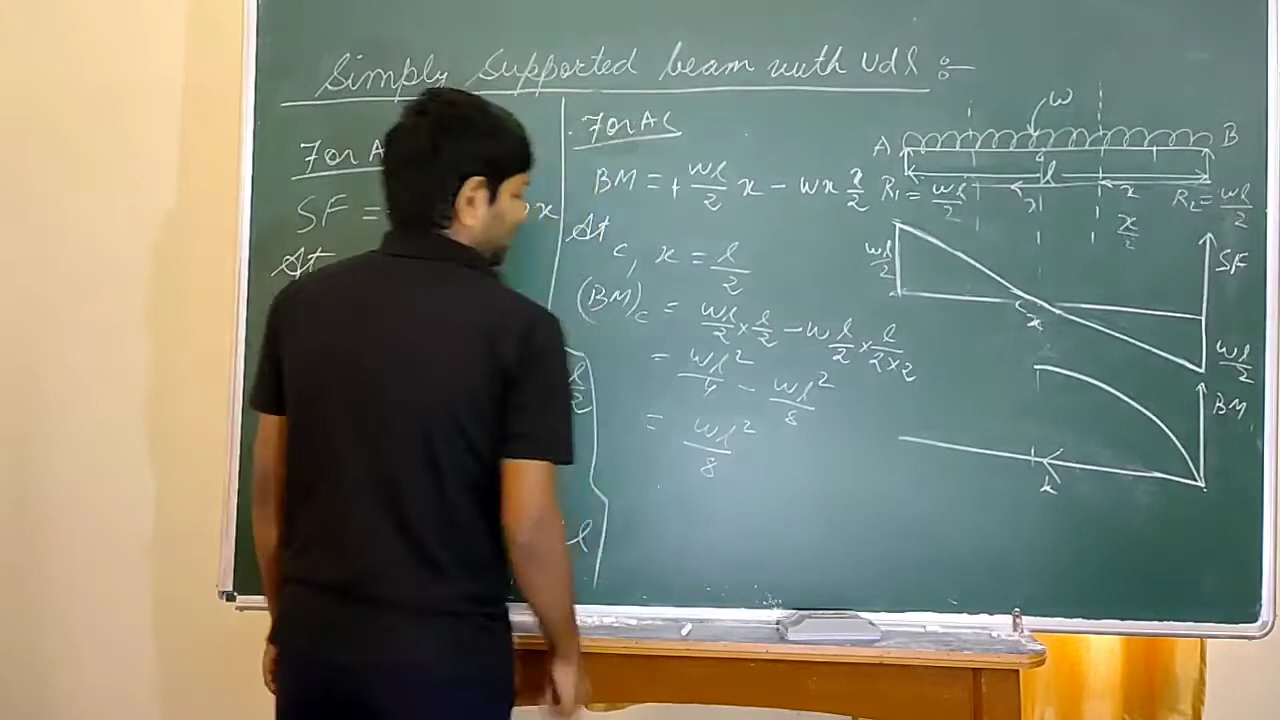 Simply Supported beam with Udl :-
For A
SF =
x
At
l/2
l
For AC
BM = + wl/2 x - wx x/2
At
C, x = l/2
(BM)c = wl/2 × l/2 - w l/2 × l/2×2
= wl²/4 - wl²/8
= wl²/8
w
A
B
l
R₁ = wl/2
x
x
R₂ = wl/2
x/2
wl/2
SF
x
wl/2
BM
x